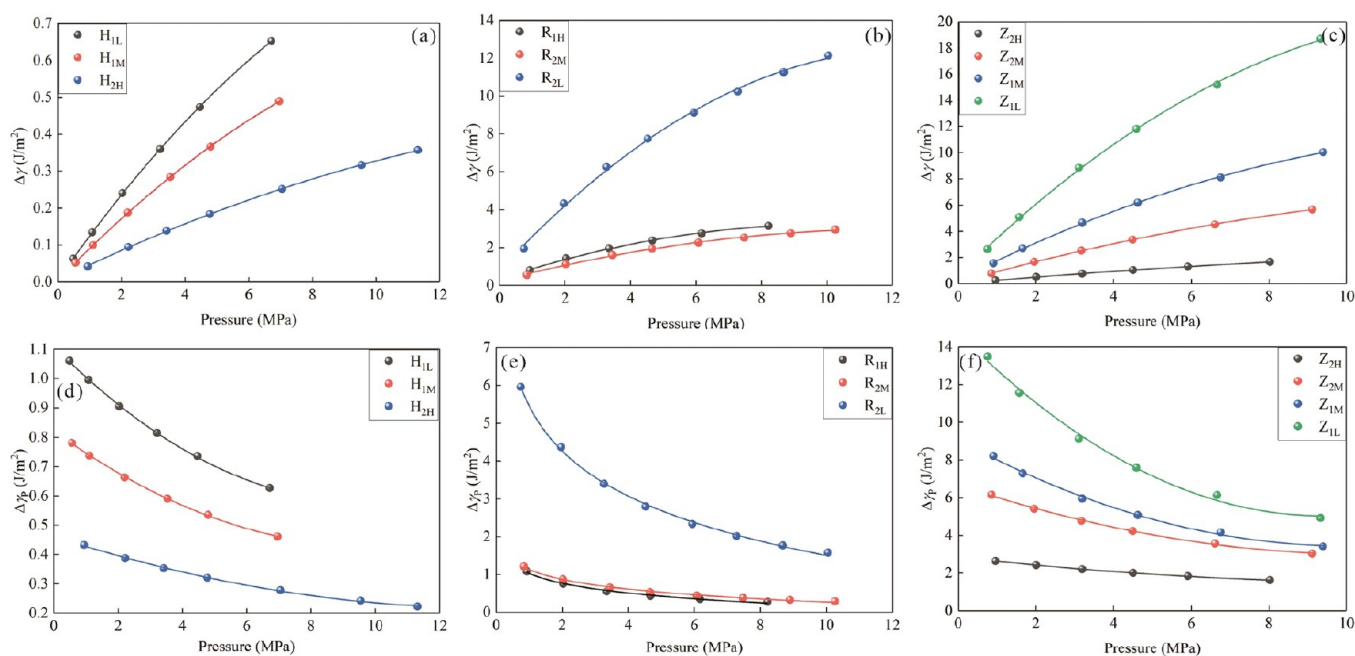 0.7
0.6
0.5
0.4
0.3
0.2
0.1
0.0
Δγ (J/m²)
H1L
H1M
H2H
(a)
0 2 4 6 8 10 12
Pressure (MPa)
14
12
10
8
6
4
2
0
Δγ (J/m²)
R1H
R2M
R2L
(b)
0 2 4 6 8 10 12
Pressure (MPa)
20
18
16
14
12
10
8
6
4
2
0
Δγ (J/m²)
Z2H
Z2M
Z1M
Z1L
(c)
0 2 4 6 8 10
Pressure (MPa)
1.1
1.0
0.9
0.8
0.7
0.6
0.5
0.4
0.3
0.2
Δγp (J/m²)
(d)
H1L
H1M
H2H
0 2 4 6 8 10 12
Pressure (MPa)
7
6
5
4
3
2
1
0
Δγp (J/m²)
(e)
R1H
R2M
R2L
0 2 4 6 8 10 12
Pressure (MPa)
14
12
10
8
6
4
2
0
Δγp (J/m²)
(f)
Z2H
Z2M
Z1M
Z1L
0 2 4 6 8 10
Pressure (MPa)